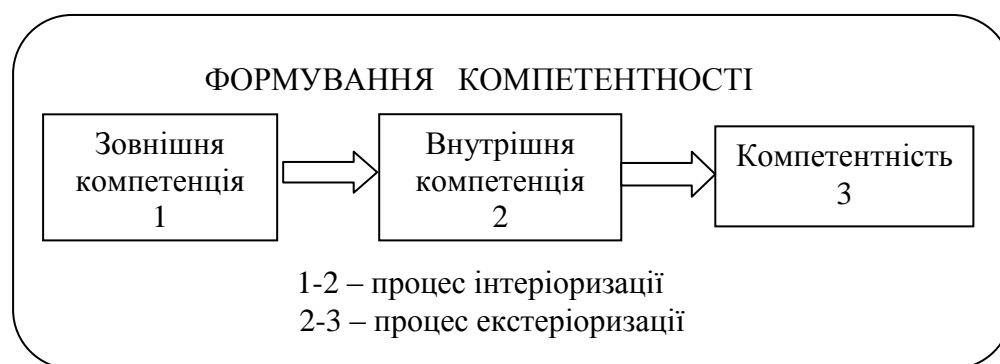 ФОРМУВАННЯ КОМПЕТЕНТНОСТІ
Зовнішня
компетенція
1
Внутрішня
компетенція
2
Компетентність
3
1-2 – процес інтеріоризації
2-3 – процес екстеріоризації